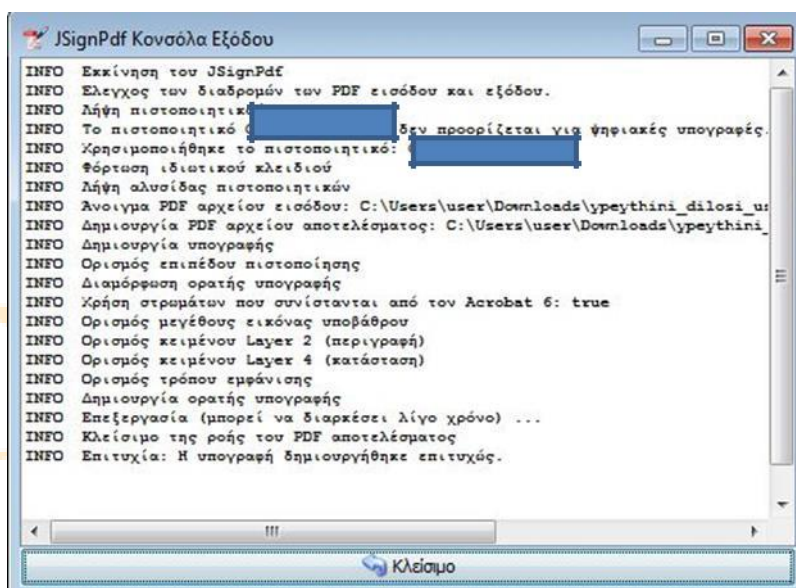 JSignPdf Κονσόλα Εξόδου
INFO Εκκίνηση του JSignPdf
INFO Έλεγχος των διαδρομών των PDF εισόδου και εξόδου.
INFO Λήψη
INFO Το πιστοποιητικό δεν προορίζεται για ψηφιακές υπογραφές.
INFO Χρησιμοποιήθηκε το πιστοποιητικό:
INFO Φόρτωση ιδιωτικού κλειδιού
INFO Λήψη αλυσίδας πιστοποιητικών
INFO Άνοιγμα PDF αρχείου εισόδου: C:\Users\user\Downloads\ypeythini_dilosi_
INFO Δημιουργία PDF αρχείου αποτελέσματος: C:\Users\user\Downloads\ypeythini_
INFO Δημιουργία υπογραφής
INFO Ορισμός επιπέδου πιστοποίησης
INFO Διαμόρφωση ορατής υπογραφής
INFO Χρήση στρωμάτων που συνίστανται από τον Acrobat 6: true
INFO Ορισμός μεγέθους εικόνας υποβάθρου
INFO Ορισμός κειμένου Layer 2 (περιγραφή)
INFO Ορισμός κειμένου Layer 4 (κατάσταση)
INFO Ορισμός τρόπου εμφάνισης
INFO Δημιουργία ορατής υπογραφής
INFO Επεξεργασία (μπορεί να διαρκέσει λίγο χρόνο) ...
INFO Κλείσιμο της ροής του PDF αποτελέσματος
INFO Επιτυχία: Η υπογραφή δημιουργήθηκε επιτυχώς.
Κλείσιμο